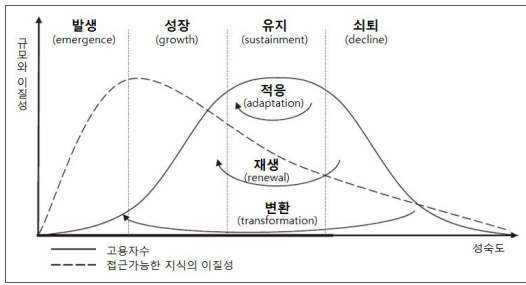 발생
(emergence)
성장
(growth)
유지
(sustainment)
쇠퇴
(decline)
규모와 이질성
적응
(adaptation)
재생
(renewal)
변환
(transformation)
성숙도
고용자수
접근가능한 지식의 이질성